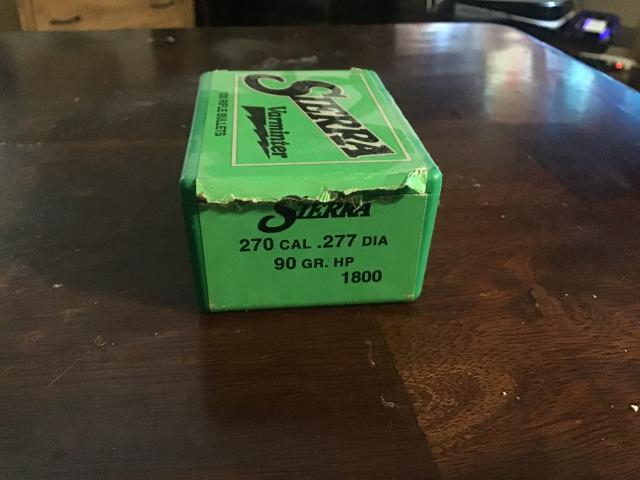 SIERRA
Varminter
100 RIFLE BULLETS
SIERRA
270 CAL .277 DIA
90 GR. HP
1800